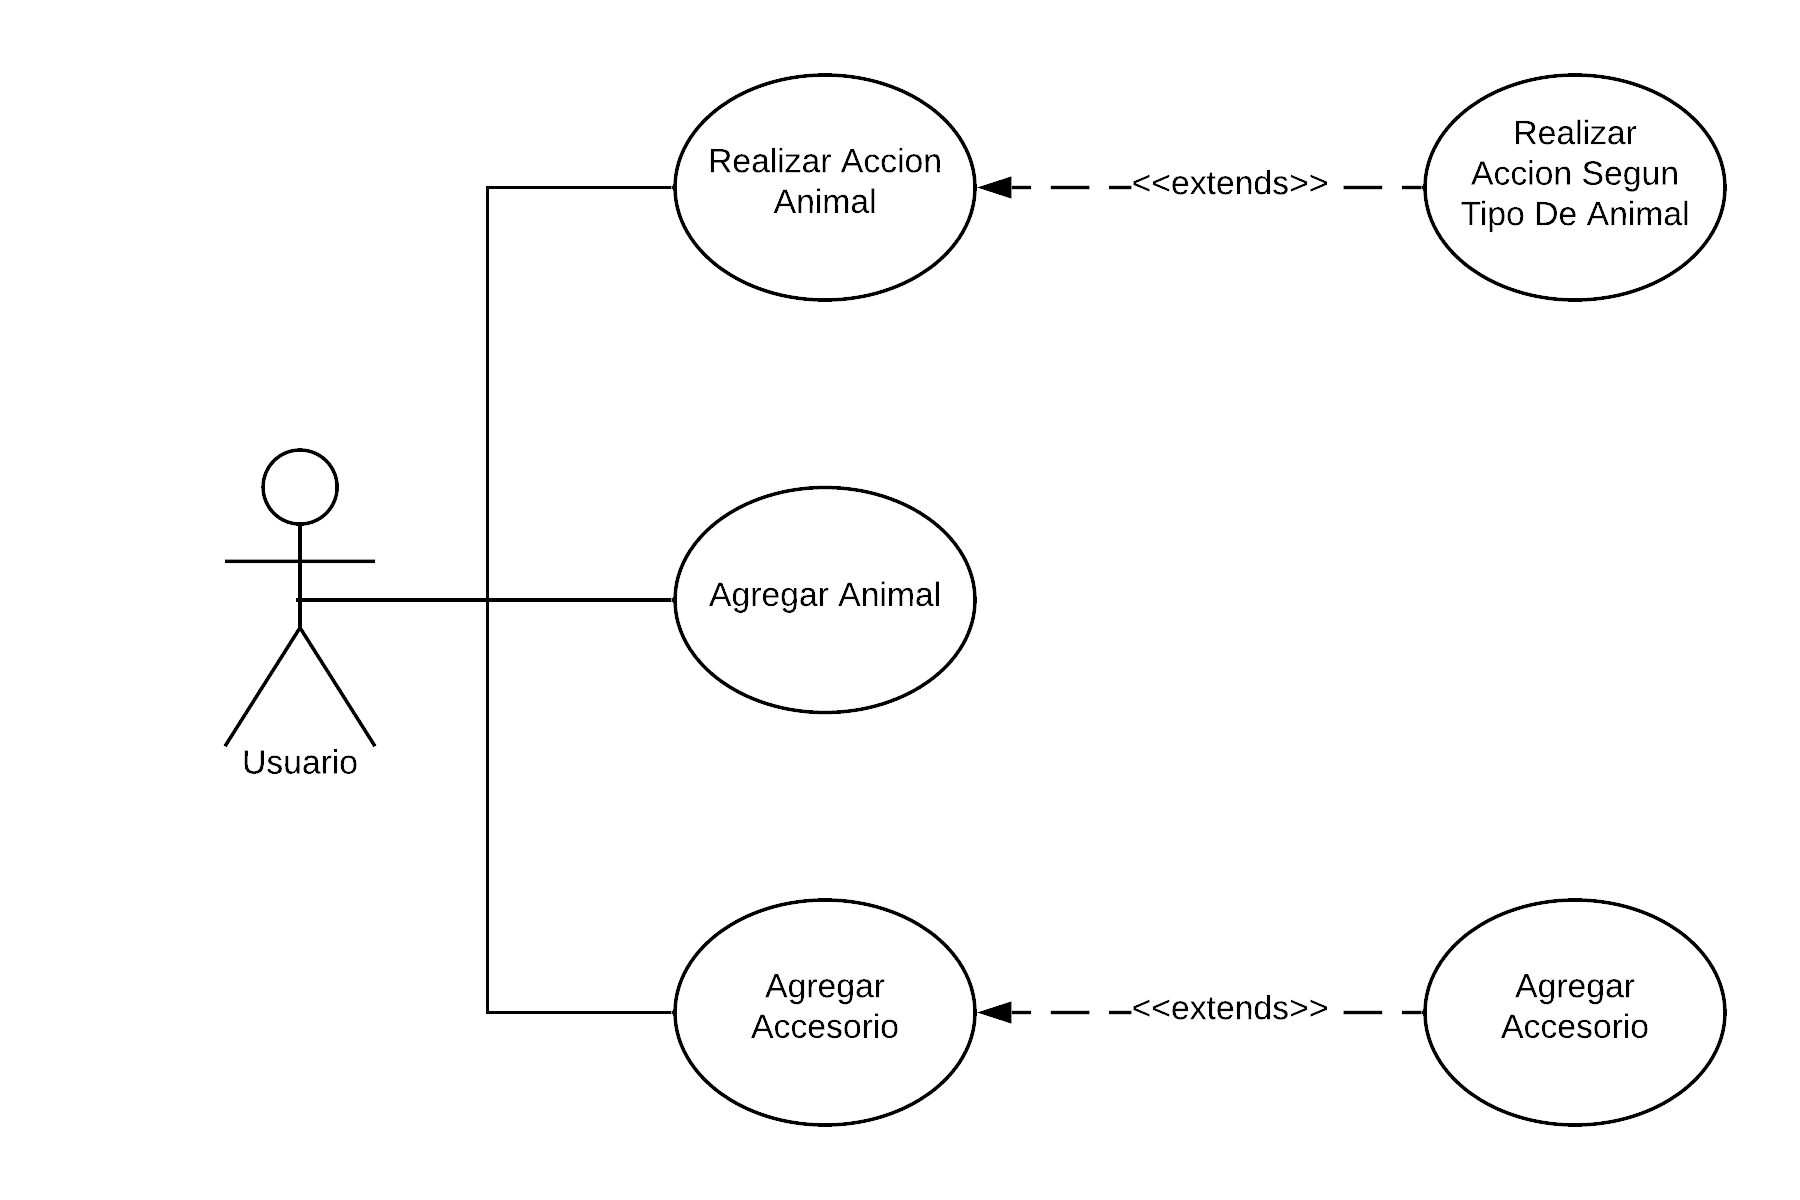 Realizar Accion
Animal
<<extends>>
Realizar
Accion Segun
Tipo De Animal
Agregar Animal
Usuario
Agregar
Accesorio
<<extends>>
Agregar
Accesorio